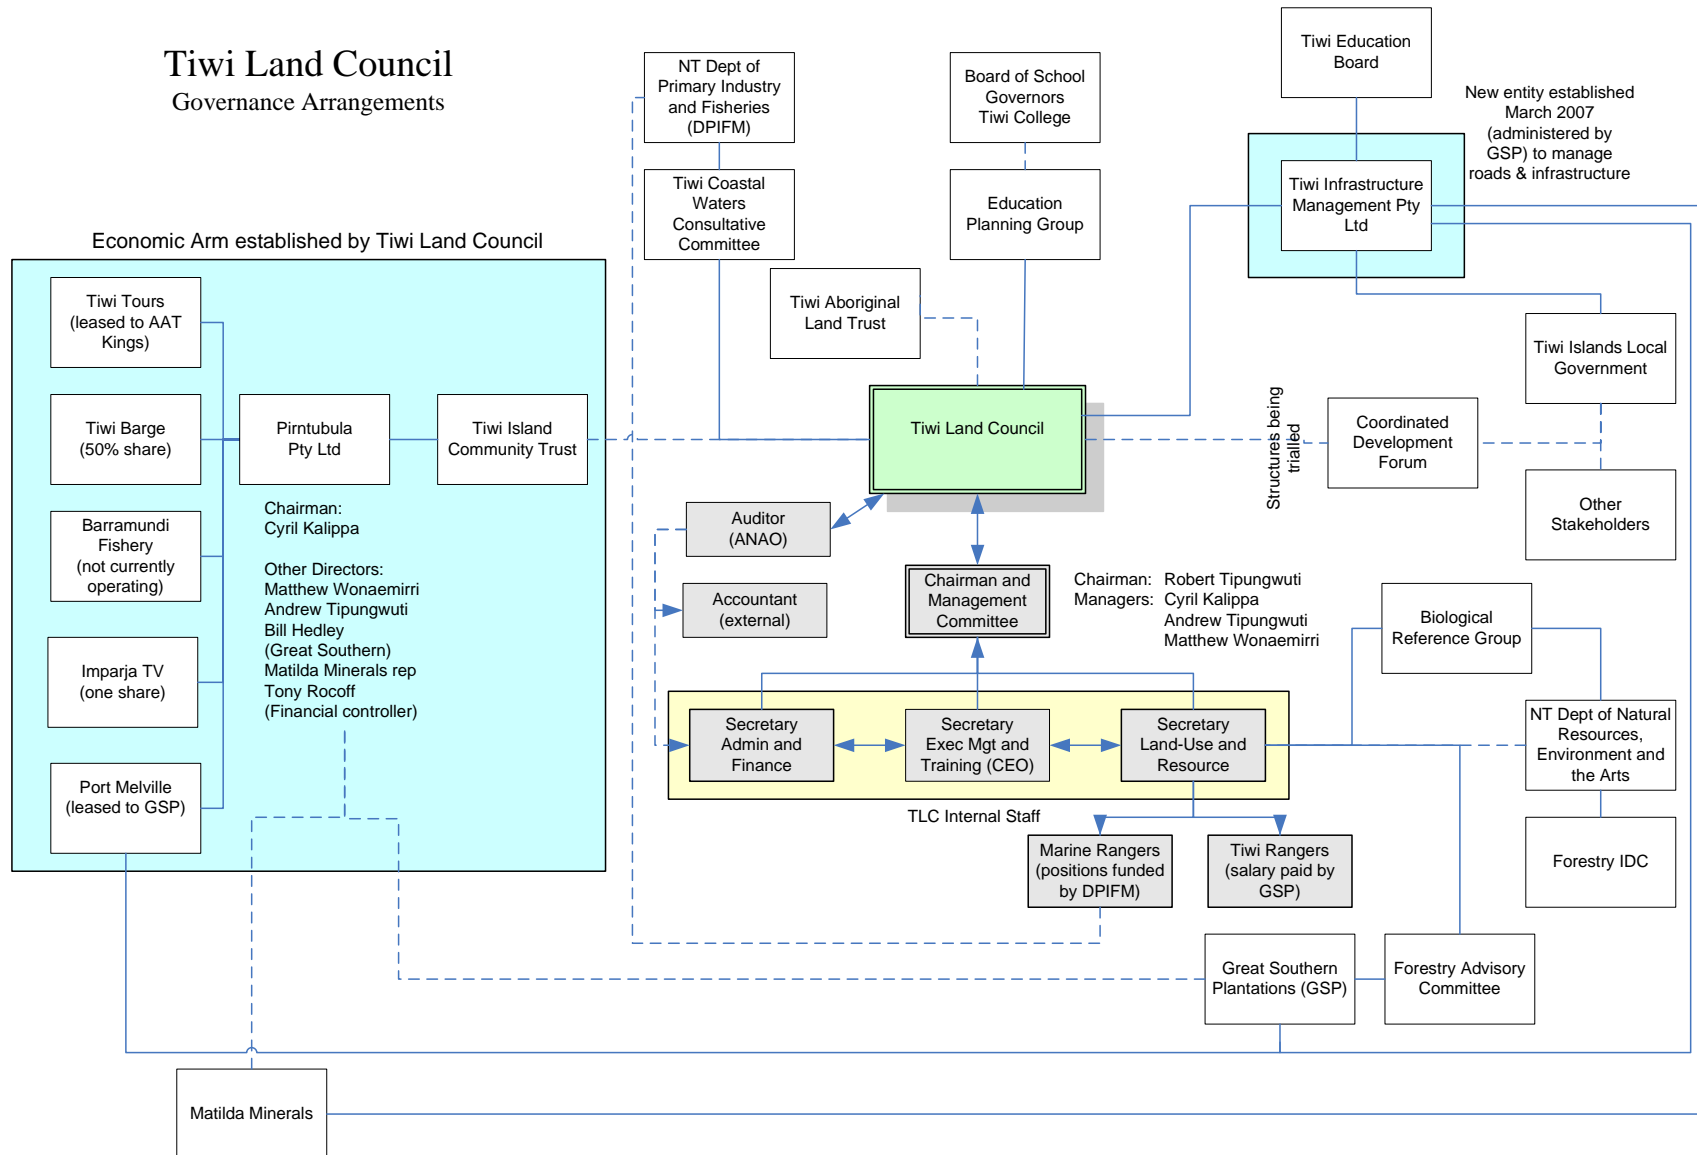 Tiwi Land Council
Governance Arrangements
NT Dept of
Primary Industry
and Fisheries
(DPIFM)
Board of School
Governors
Tiwi College
Tiwi Education
Board
New entity established
March 2007
(administered by
GSP) to manage
roads & infrastructure
Tiwi Coastal
Waters
Consultative
Committee
Education
Planning Group
Tiwi Infrastructure
Management Pty
Ltd
Economic Arm established by Tiwi Land Council
Tiwi Tours
(leased to AAT
Kings)
Tiwi Aboriginal
Land Trust
Tiwi Islands Local
Government
Tiwi Barge
(50% share)
Pirntubula
Pty Ltd
Tiwi Island
Community Trust
Tiwi Land Council
Structures being
trialled
Coordinated
Development
Forum
Other
Stakeholders
Chairman:
Cyril Kalippa
Other Directors:
Matthew Wonaemirri
Andrew Tipungwuti
Bill Hedley
(Great Southern)
Matilda Minerals rep
Tony Rocoff
(Financial controller)
Barramundi
Fishery
(not currently
operating)
Auditor
(ANAO)
Accountant
(external)
Chairman and
Management
Committee
Chairman: Robert Tipungwuti
Managers: Cyril Kalippa
Andrew Tipungwuti
Matthew Wonaemirri
Biological
Reference Group
Imparja TV
(one share)
Secretary
Admin and
Finance
Secretary
Exec Mgt and
Training (CEO)
Secretary
Land-Use and
Resource
NT Dept of Natural
Resources,
Environment and
the Arts
Port Melville
(leased to GSP)
TLC Internal Staff
Marine Rangers
(positions funded
by DPIFM)
Tiwi Rangers
(salary paid by
GSP)
Forestry IDC
Great Southern
Plantations (GSP)
Forestry Advisory
Committee
Matilda Minerals